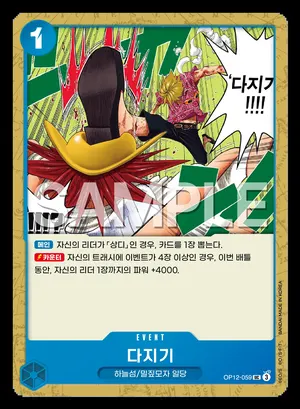 1
'다지기
!!!!
SAMPLE
메인 자신의 리더가 「상디」인 경우, 카드를 1장 뽑는다.
카운터 자신의 트래시에 이벤트가 4장 이상인 경우, 이번 배틀
동안, 자신의 리더 1장까지의 파워 +4000.
EVENT
다지기
하늘섬/밀짚모자 일당
OP12-059